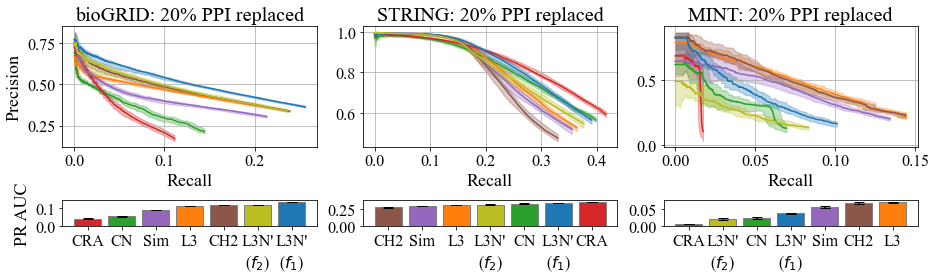 bioGRID: 20% PPI replaced
STRING: 20% PPI replaced
MINT: 20% PPI replaced
Precision
0.75
0.50
0.25
0.0
0.1
0.2
Recall
1.0
0.8
0.6
0.0
0.1
0.2
0.3
0.4
Recall
0.5
0.0
0.00
0.05
0.10
0.15
Recall
PR AUC
0.1
0.0
CRA CN Sim L3 CH2 L3N' L3N'
(f₂) (f₁)
0.25
0.00
CH2 Sim L3 L3N' CN L3N' CRA
(f₂) (f₁)
0.05
0.00
CRA L3N' CN L3N' Sim CH2 L3
(f₂) (f₁)